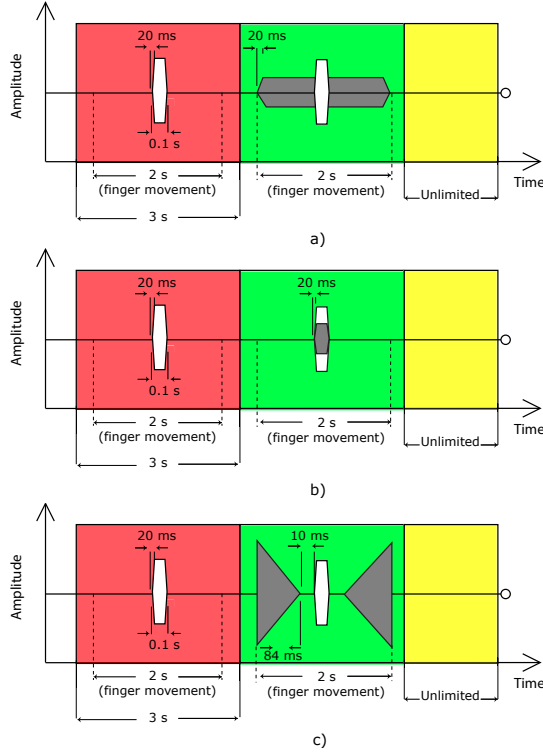 Amplitude
20 ms
20 ms
0.1 s
2 s
2 s
(finger movement)
(finger movement)
Unlimited
Time
3 s
a)
Amplitude
20 ms
20 ms
0.1 s
2 s
2 s
(finger movement)
(finger movement)
Unlimited
Time
3 s
b)
Amplitude
20 ms
10 ms
0.1 s
84 ms
2 s
2 s
(finger movement)
(finger movement)
Unlimited
Time
3 s
c)